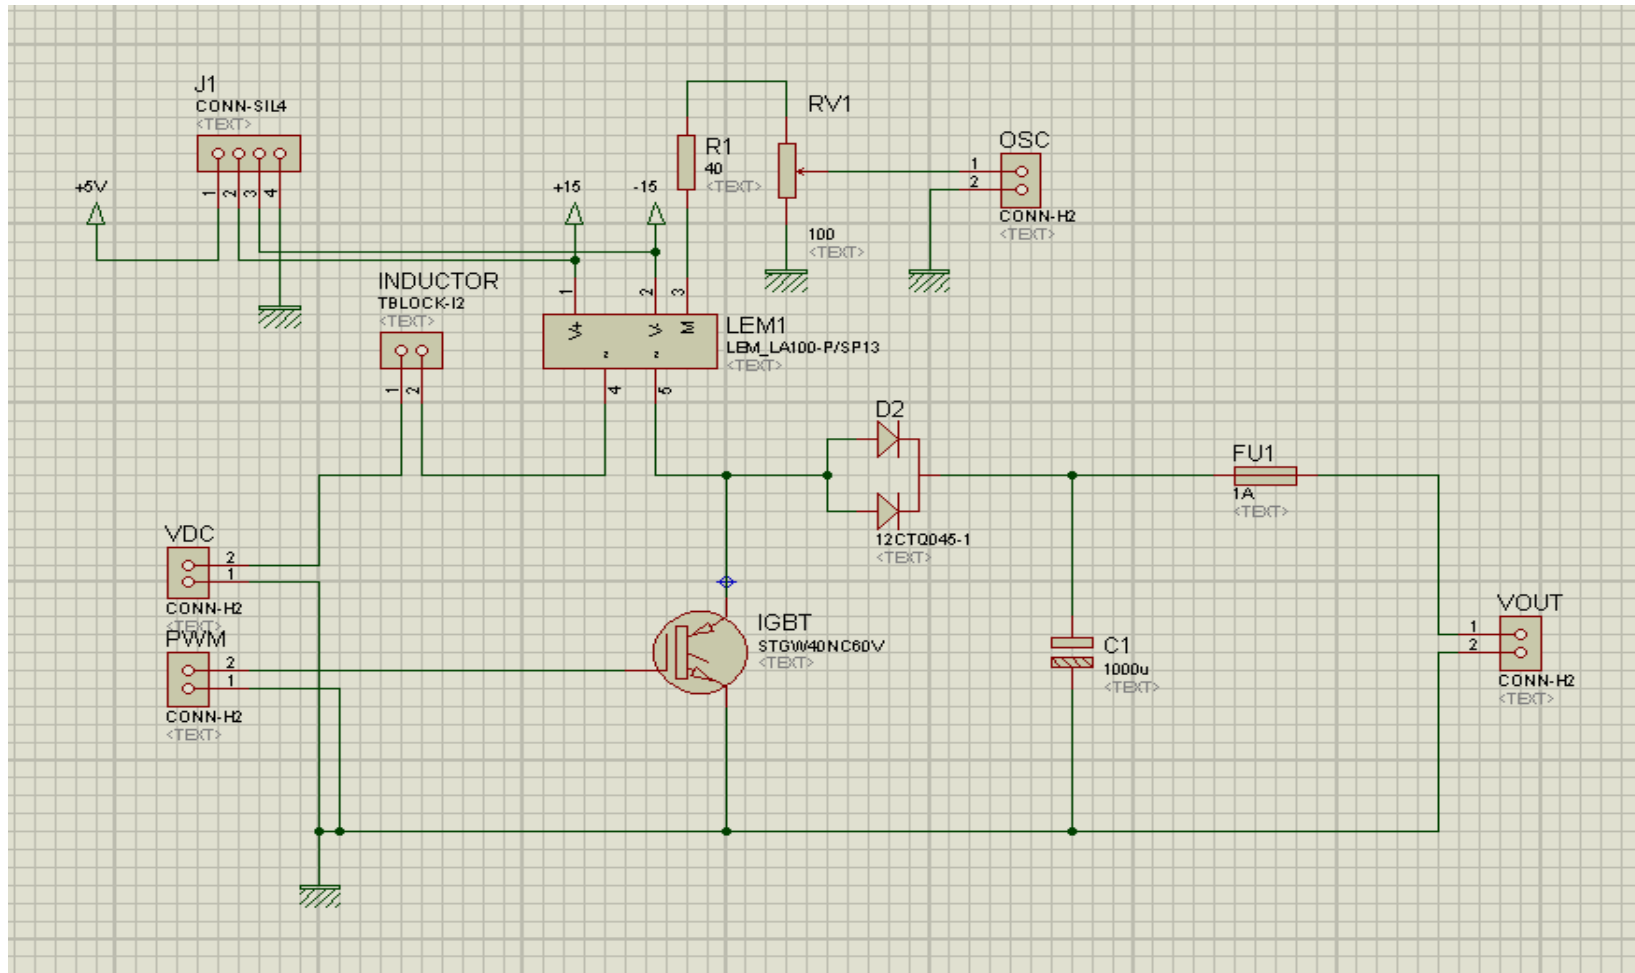 J1
CONN-SIL4
<TEXT>
1
2
3
4
+5V
+15
-15
R1
40
<TEXT>
RV1
100
<TEXT>
OSC
1
2
CONN-H2
<TEXT>
INDUCTOR
TBLOCK-I2
<TEXT>
1
2
1
2
3
V+
V-
M
LEM1
LEM_LA100-P/SP13
<TEXT>
4
5
D2
12CTQ045-1
<TEXT>
FU1
1A
<TEXT>
VDC
2
1
CONN-H2
<TEXT>
PWM
2
1
CONN-H2
<TEXT>
IGBT
STGW40NC60V
<TEXT>
C1
1000u
<TEXT>
VOUT
1
2
CONN-H2
<TEXT>